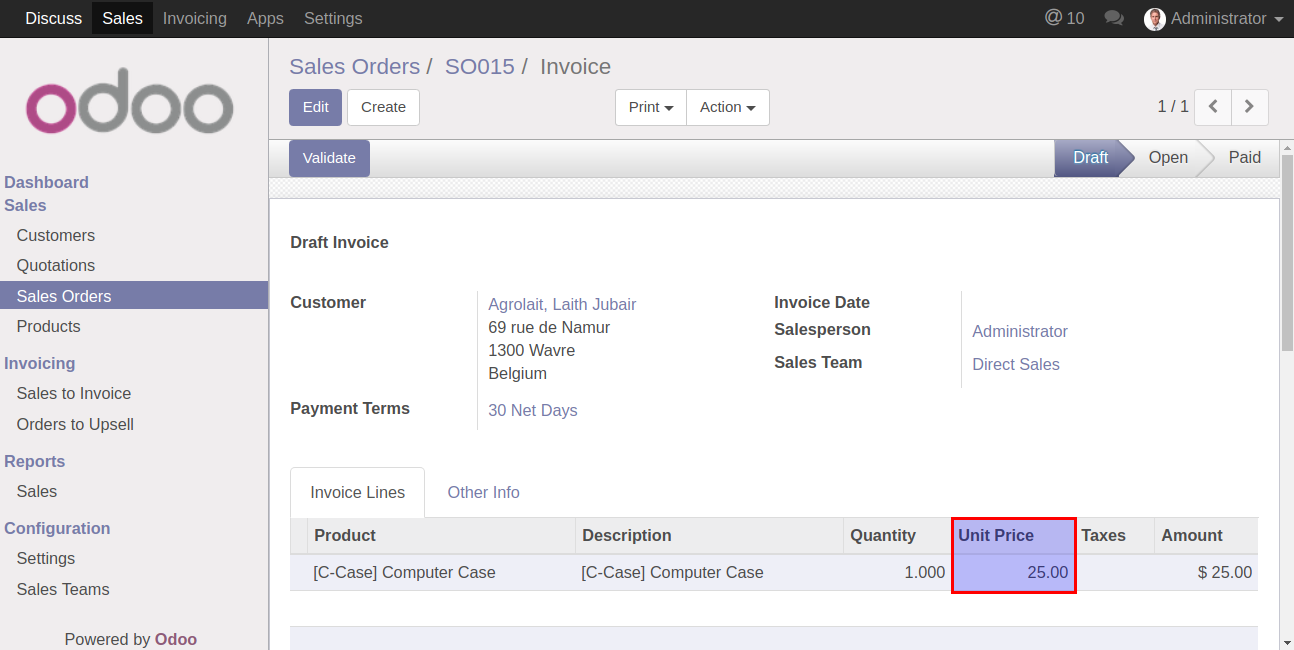 Discuss Sales Invoicing Apps Settings @ 10 Administrator
odoo
Dashboard
Sales
Customers
Quotations
Sales Orders
Products
Invoicing
Sales to Invoice
Orders to Upsell
Reports
Sales
Configuration
Settings
Sales Teams
Powered by Odoo
Sales Orders / SO015 / Invoice
Edit Create Print Action 1 / 1
Validate Draft Open Paid
Draft Invoice
Customer Agrolait, Laith Jubair
69 rue de Namur
1300 Wavre
Belgium
Payment Terms 30 Net Days
Invoice Date
Salesperson Administrator
Sales Team Direct Sales
Invoice Lines Other Info
Product Description Quantity Unit Price Taxes Amount
[C-Case] Computer Case [C-Case] Computer Case 1.000 25.00 $ 25.00